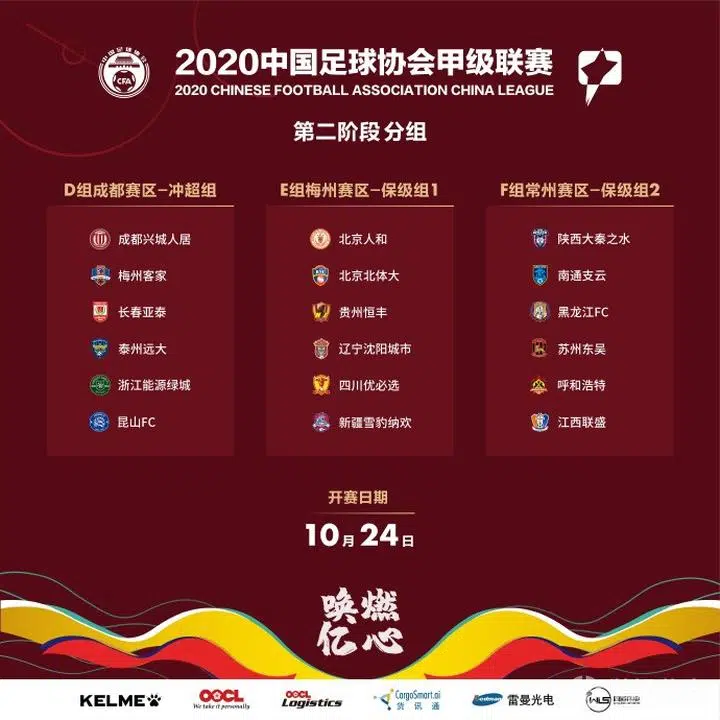 中国足球协会
CFA
2020中国足球协会甲级联赛
2020 CHINESE FOOTBALL ASSOCIATION CHINA LEAGUE
第二阶段 分组
D组成都赛区-冲超组
成都兴城人居
梅州客家
长春亚泰
泰州远大
浙江能源绿城
昆山FC
E组梅州赛区-保级组1
北京人和
北京北体大
贵州恒丰
辽宁沈阳城市
四川优必选
新疆雪豹纳欢
F组常州赛区-保级组2
陕西大秦之水
南通支云
黑龙江FC
苏州东吴
呼和浩特
江西联盛
开赛日期
10月24日
唤燃
亿心
KELME
OOCL
We take it personally
OOCL
Logistics
CargoSmart.ai
货讯通
Ledman
雷曼光电
WLS